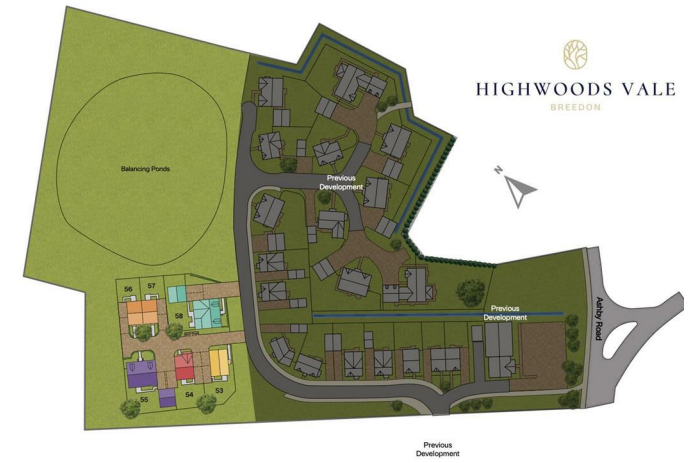 HIGHWOODS VALE
BREEDON
N
Balancing Ponds
Previous
Development
56
57
58
55
54
53
Previous
Development
Ashby Road
Previous
Development